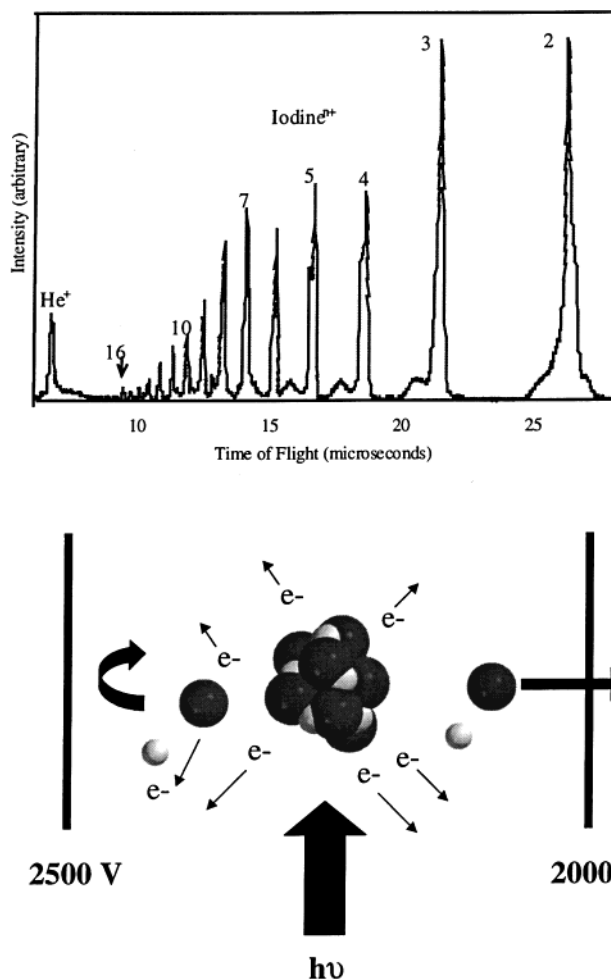 3
2
Iodineⁿ⁺
5
4
7
Intensity (arbitrary)
He⁺
10
16
10 15 20 25
Time of Flight (microseconds)
e-
e-
e-
e-
e-
e-
e-
2500 V
2000
hυ